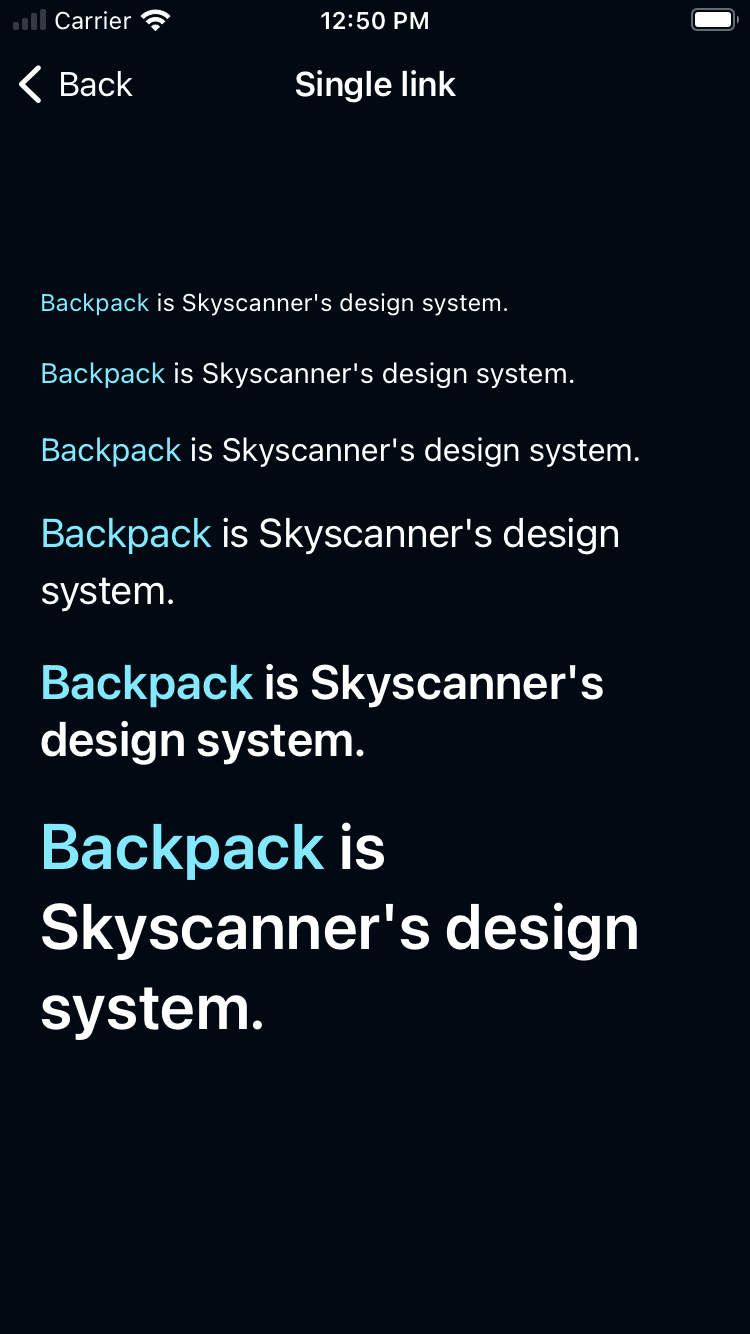 Carrier 12:50 PM
Back Single link
Backpack is Skyscanner's design system.
Backpack is Skyscanner's design system.
Backpack is Skyscanner's design system.
Backpack is Skyscanner's design
system.
Backpack is Skyscanner's
design system.
Backpack is
Skyscanner's design
system.